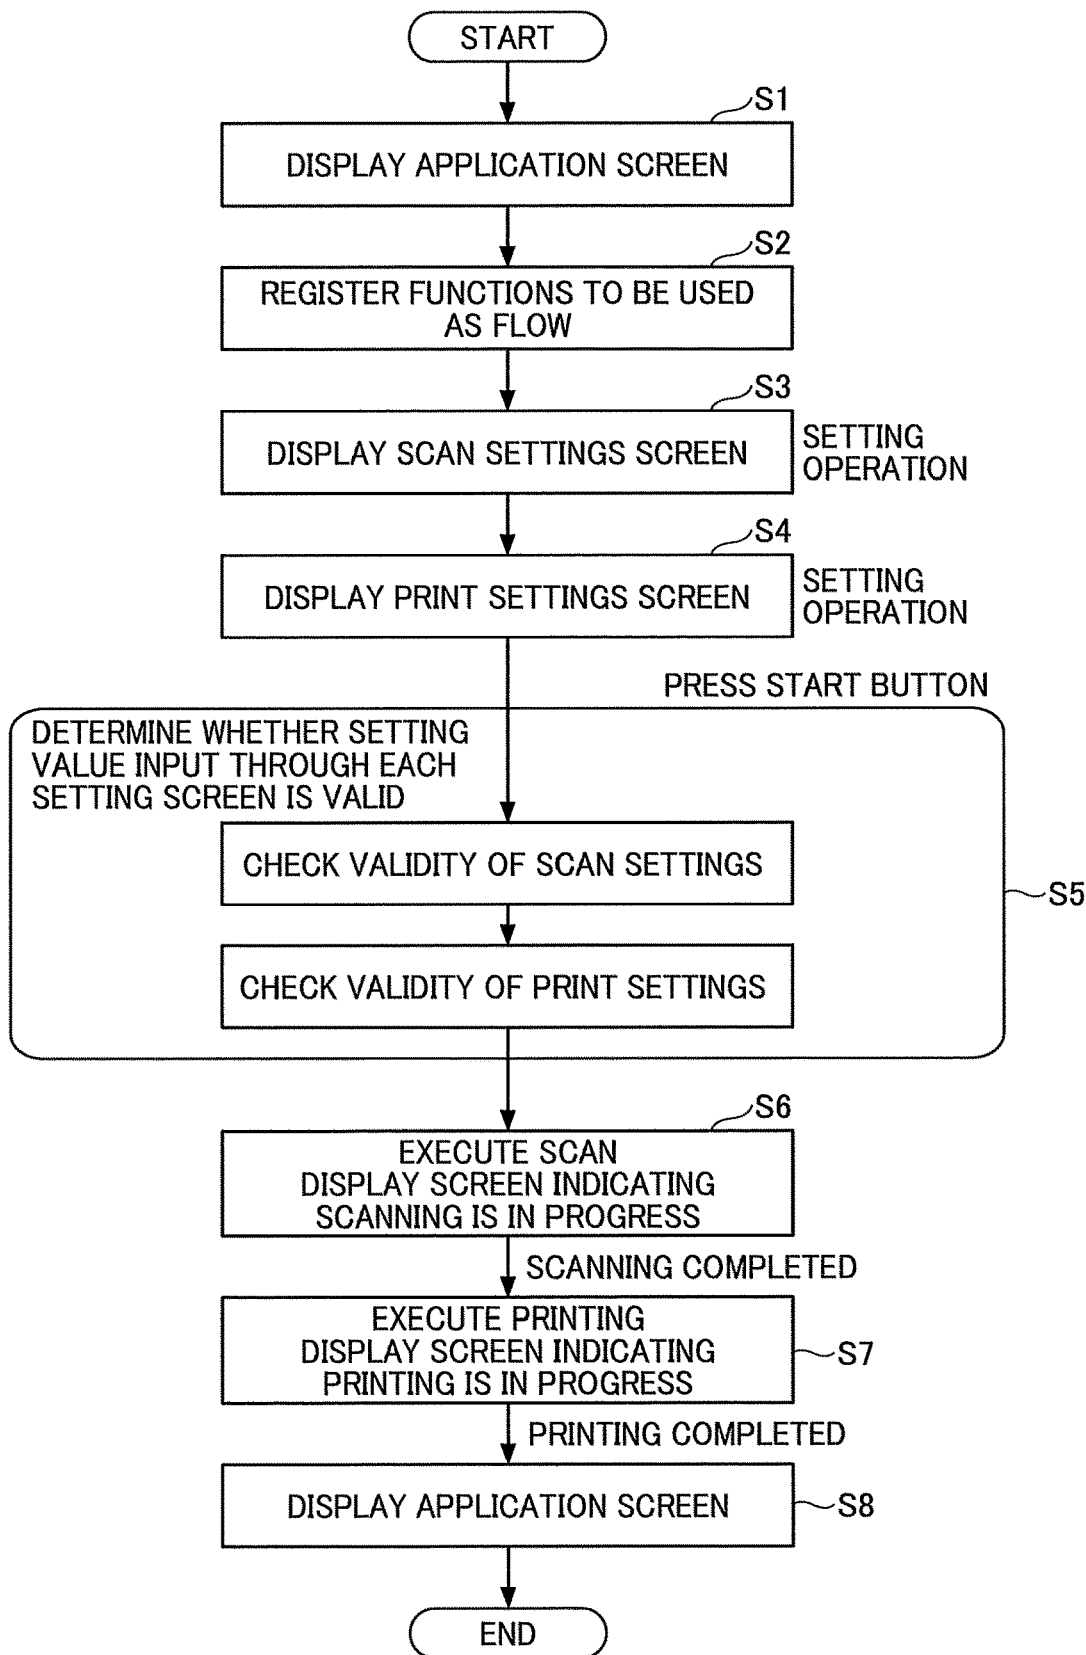 START
S1
DISPLAY APPLICATION SCREEN
S2
REGISTER FUNCTIONS TO BE USED
AS FLOW
S3
DISPLAY SCAN SETTINGS SCREEN
SETTING
OPERATION
S4
DISPLAY PRINT SETTINGS SCREEN
SETTING
OPERATION
PRESS START BUTTON
DETERMINE WHETHER SETTING
VALUE INPUT THROUGH EACH
SETTING SCREEN IS VALID
CHECK VALIDITY OF SCAN SETTINGS
S5
CHECK VALIDITY OF PRINT SETTINGS
S6
EXECUTE SCAN
DISPLAY SCREEN INDICATING
SCANNING IS IN PROGRESS
SCANNING COMPLETED
EXECUTE PRINTING
DISPLAY SCREEN INDICATING
PRINTING IS IN PROGRESS
S7
PRINTING COMPLETED
DISPLAY APPLICATION SCREEN
S8
END